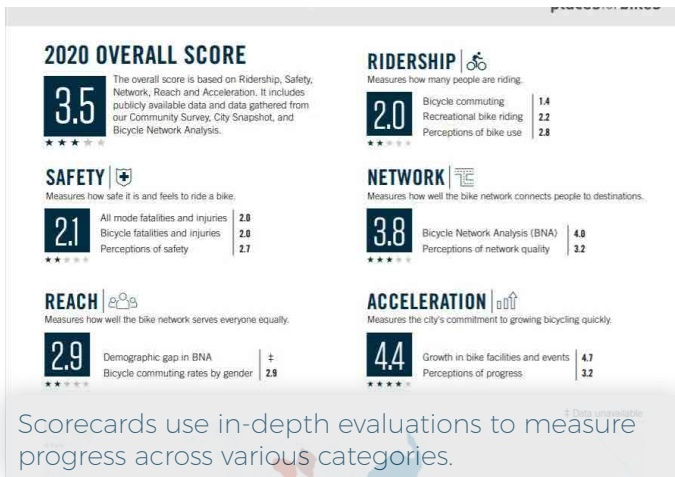 placesforbikes
2020 OVERALL SCORE
3.5
The overall score is based on Ridership, Safety,
Network, Reach and Acceleration. It includes
publicly available data and data gathered from
our Community Survey, City Snapshot, and
Bicycle Network Analysis.
RIDERSHIP
Measures how many people are riding.
2.0
Bicycle commuting 1.4
Recreational bike riding 2.2
Perceptions of bike use 2.8
SAFETY
Measures how safe it is and feels to ride a bike.
2.1
All mode fatalities and injuries 2.0
Bicycle fatalities and injuries 2.0
Perceptions of safety 2.7
NETWORK
Measures how well the bike network connects people to destinations.
3.8
Bicycle Network Analysis (BNA) 4.0
Perceptions of network quality 3.2
REACH
Measures how well the bike network serves everyone equally.
2.9
Demographic gap in BNA ‡
Bicycle commuting rates by gender 2.9
ACCELERATION
Measures the city's commitment to growing bicycling quickly.
4.4
Growth in bike facilities and events 4.7
Perceptions of progress 3.2
‡ Data unavailable
Scorecards use in-depth evaluations to measure
progress across various categories.